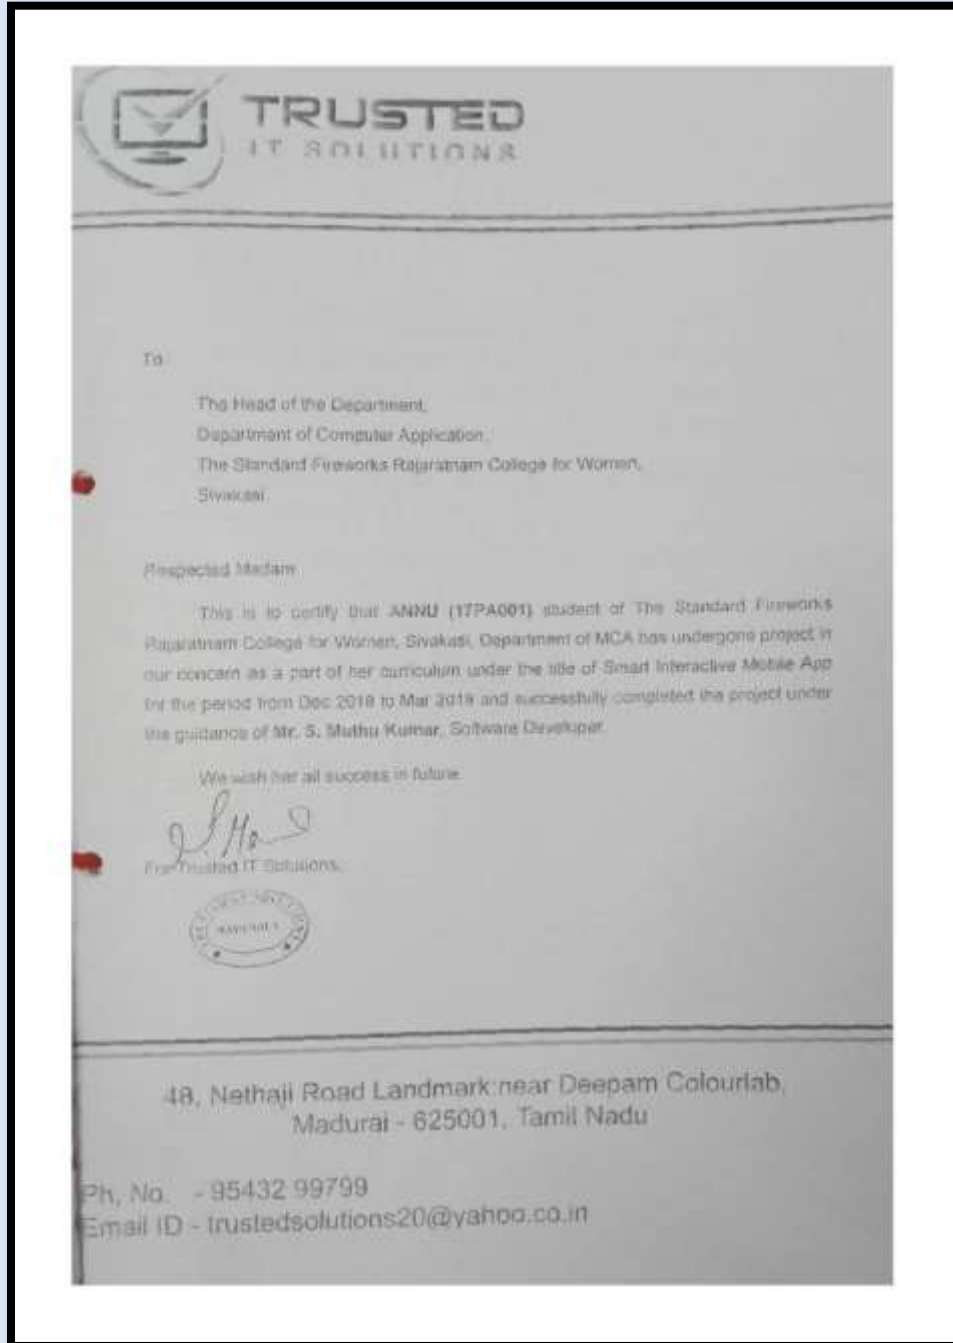 TRUSTED
IT SOLUTIONS
To
The Head of the Department,
Department of Computer Application,
The Standard Fireworks Rajaratnam College for Women,
Sivakasi.
Respected Madam
This is to certify that ANNU (17PA001) student of The Standard Fireworks
Rajaratnam College for Women, Sivakasi, Department of MCA has undergone project in
our concern as a part of her curriculum under the title of Smart Interactive Mobile App
for the period from Dec 2018 to Mar 2019 and successfully completed the project under
the guidance of Mr. S. Muthu Kumar, Software Developer.
We wish her all success in future.
For Trusted IT Solutions,
48, Nethaji Road Landmark:near Deepam Colourlab,
Madurai - 625001, Tamil Nadu
Ph, No. - 95432 99799
Email ID - trustedsolutions20@yahoo.co.in